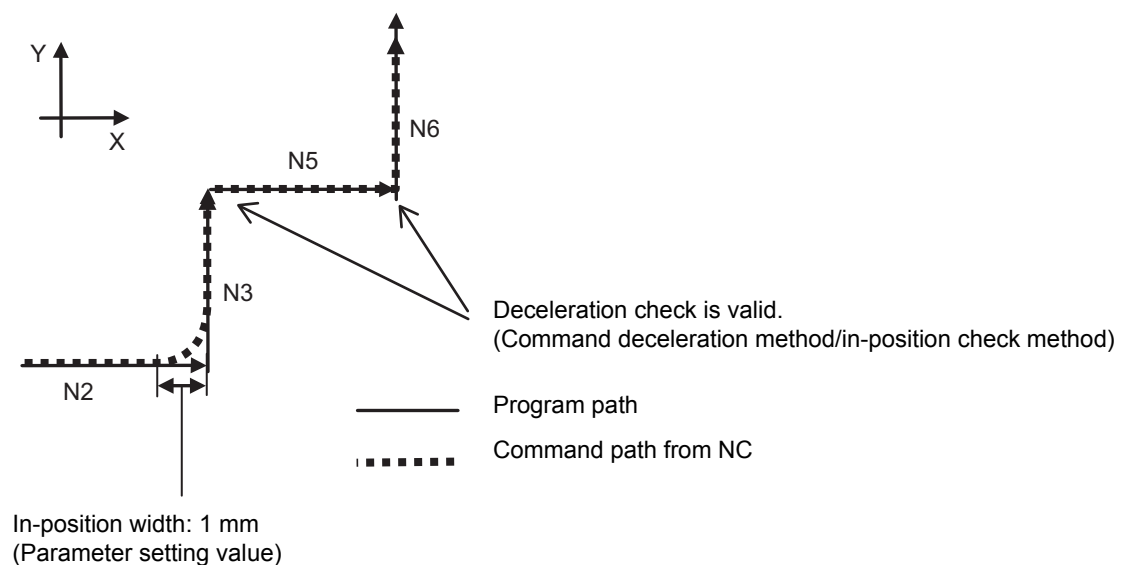 Y
X
N6
N5
N3
Deceleration check is valid.
(Command deceleration method/in-position check method)
N2
Program path
Command path from NC
In-position width: 1 mm
(Parameter setting value)